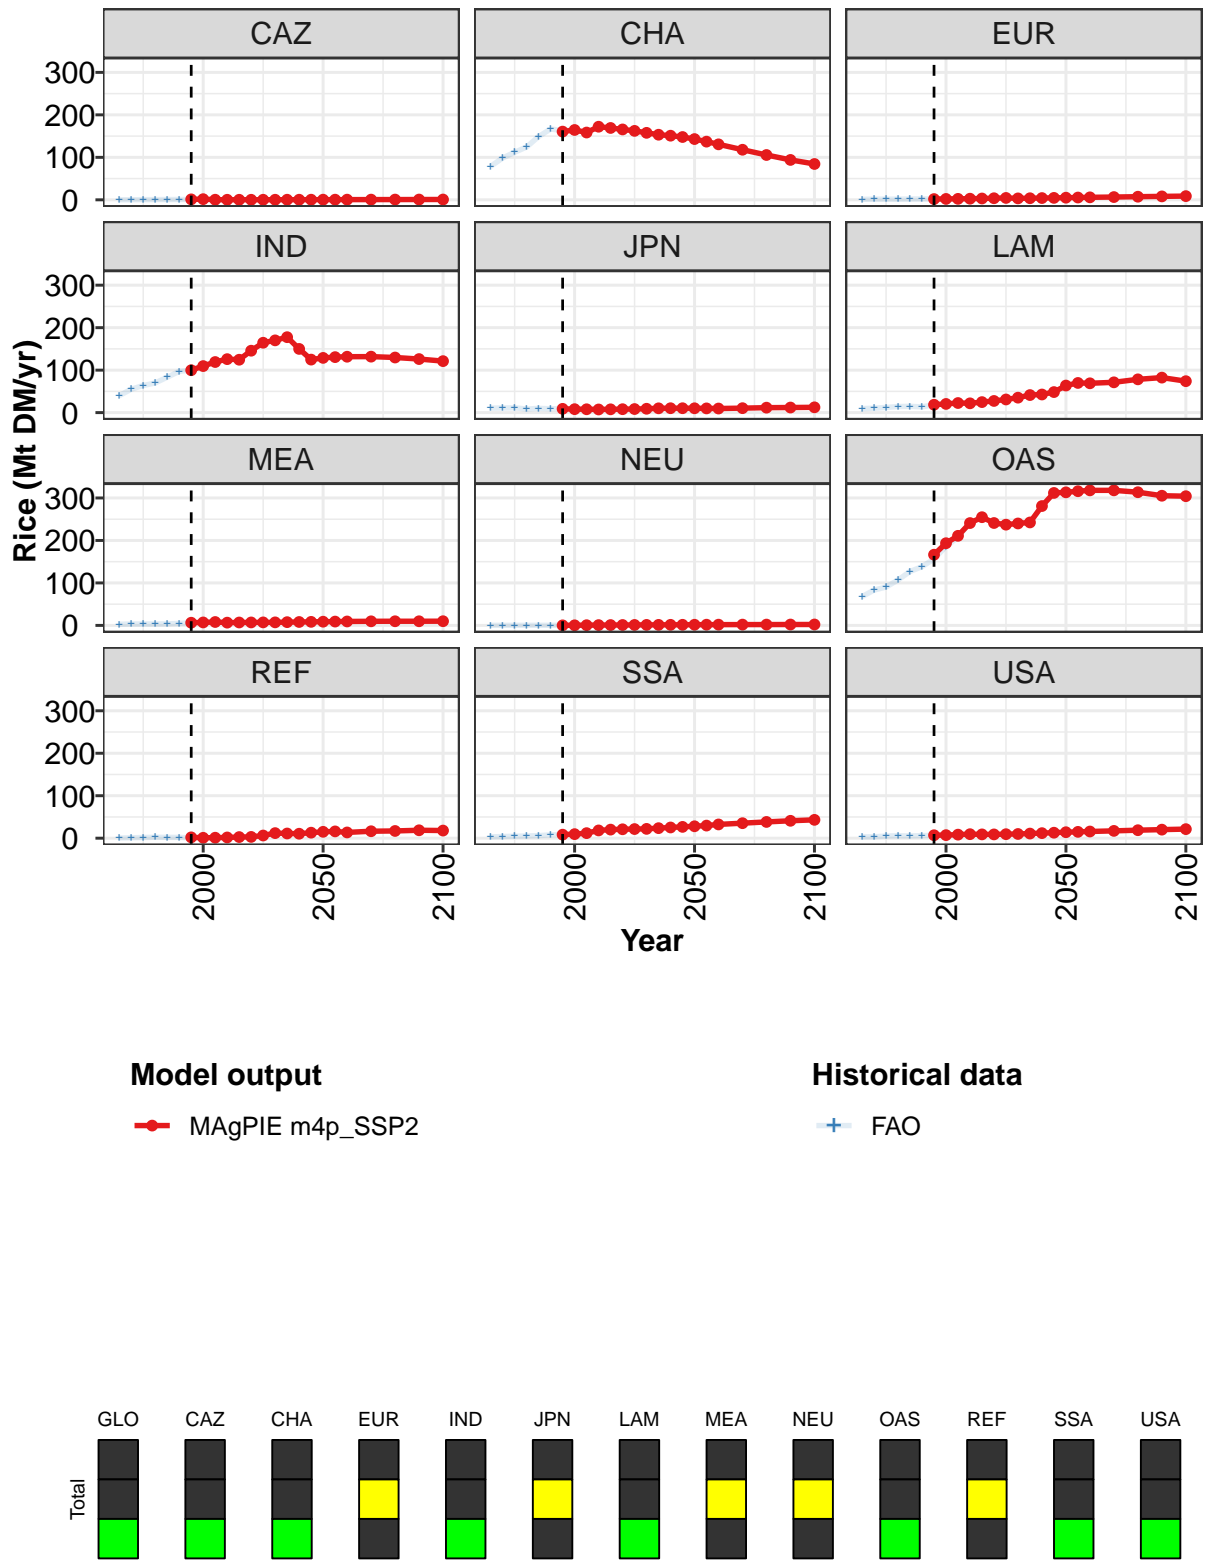 CAZ CHA EUR
300
200
100
0
IND JPN LAM
300
200
100
0
MEA NEU OAS
300
200
100
0
REF SSA USA
300
200
100
0
Rice (Mt DM/yr)
2000 2050 2100 2000 2050 2100 2000 2050 2100
Year
Model output Historical data
MAgPIE m4p_SSP2 FAO
GLO CAZ CHA EUR IND JPN LAM MEA NEU OAS REF SSA USA
Total